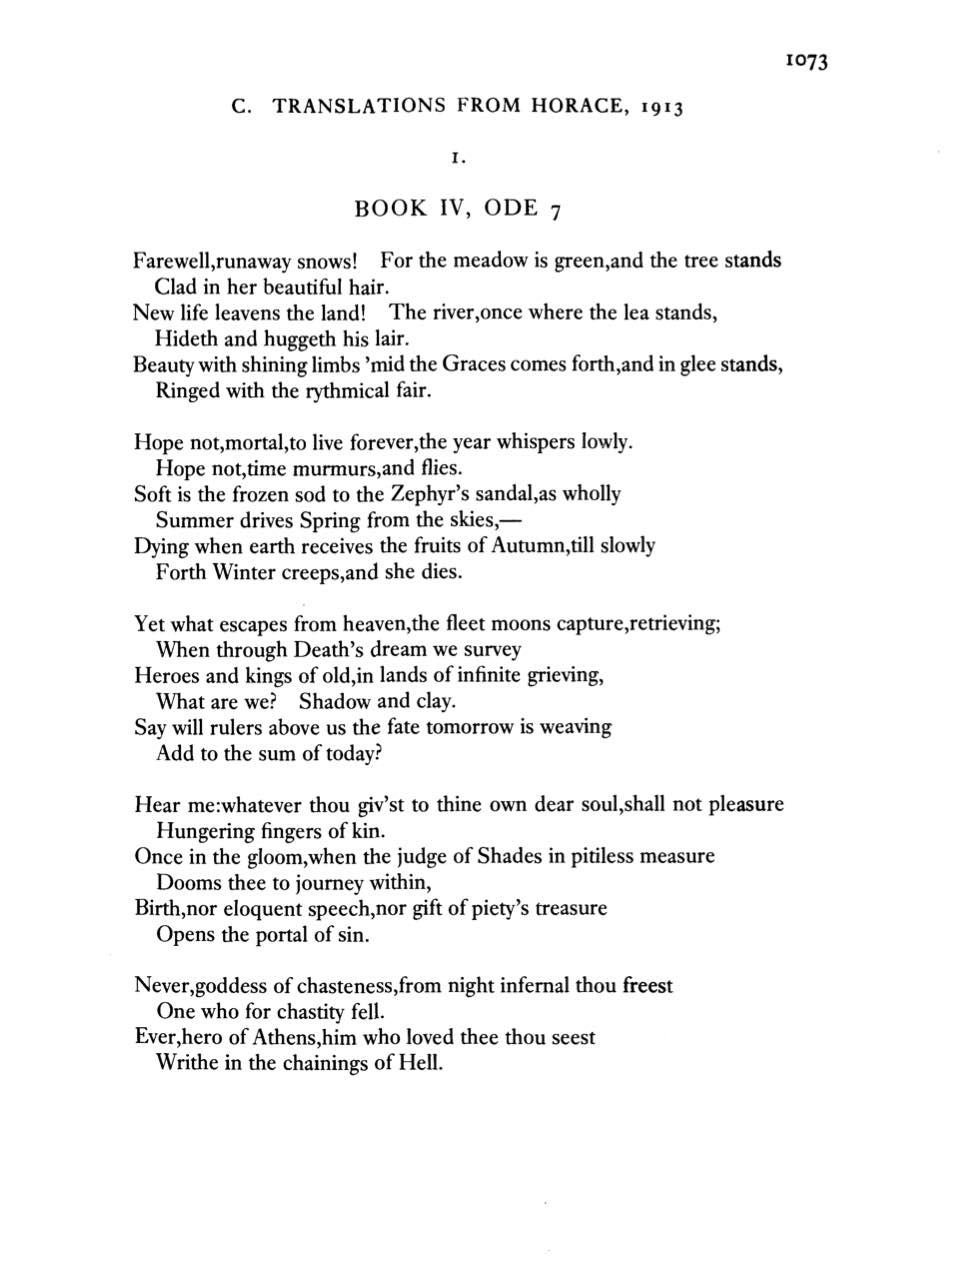 1073
C. TRANSLATIONS FROM HORACE, 1913
I.
BOOK IV, ODE 7
Farewell,runaway snows! For the meadow is green,and the tree stands
Clad in her beautiful hair.
New life leavens the land! The river,once where the lea stands,
Hideth and huggeth his lair.
Beauty with shining limbs ’mid the Graces comes forth,and in glee stands,
Ringed with the rythmical fair.
Hope not,mortal,to live forever,the year whispers lowly.
Hope not,time murmurs,and flies.
Soft is the frozen sod to the Zephyr’s sandal,as wholly
Summer drives Spring from the skies,—
Dying when earth receives the fruits of Autumn,till slowly
Forth Winter creeps,and she dies.
Yet what escapes from heaven,the fleet moons capture,retrieving;
When through Death’s dream we survey
Heroes and kings of old,in lands of infinite grieving,
What are we? Shadow and clay.
Say will rulers above us the fate tomorrow is weaving
Add to the sum of today?
Hear me:whatever thou giv’st to thine own dear soul,shall not pleasure
Hungering fingers of kin.
Once in the gloom,when the judge of Shades in pitiless measure
Dooms thee to journey within,
Birth,nor eloquent speech,nor gift of piety’s treasure
Opens the portal of sin.
Never,goddess of chasteness,from night infernal thou freest
One who for chastity fell.
Ever,hero of Athens,him who loved thee thou seest
Writhe in the chainings of Hell.